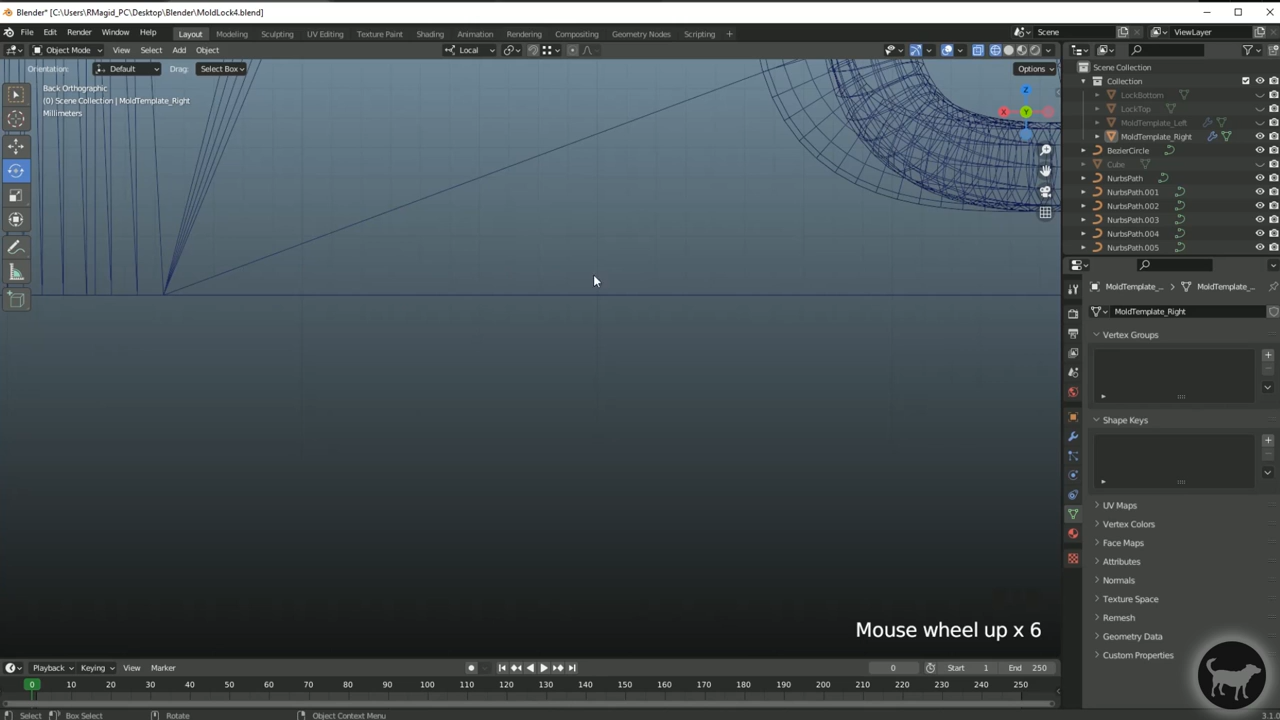 Blender* [C:\Users\RMagid_PC\Desktop\Blender\MoldLock4.blend]
File Edit Render Window Help Layout Modeling Sculpting UV Editing Texture Paint Shading Animation Rendering Compositing Geometry Nodes Scripting + Scene ViewLayer
Object Mode View Select Add Object Local
Orientation: Default Drag: Select Box Options
Back Orthographic
(0) Scene Collection | MoldTemplate_Right
Millimeters
Z
X
Y
Scene Collection
Collection
LockBottom
LockTop
MoldTemplate_Left
MoldTemplate_Right
BezierCircle
Cube
NurbsPath
NurbsPath.001
NurbsPath.002
NurbsPath.003
NurbsPath.004
NurbsPath.005
MoldTemplate_... > MoldTemplate_...
MoldTemplate_Right
Vertex Groups
Shape Keys
UV Maps
Vertex Colors
Face Maps
Attributes
Normals
Texture Space
Remesh
Geometry Data
Custom Properties
Mouse wheel up x 6
Playback Keying View Marker 0 Start 1 End 250
0 10 20 30 40 50 60 70 80 90 100 110 120 130 140 150 160 170 180 190 200 210 220 230 240 250
Select Box Select Rotate Object Context Menu 3.1.0